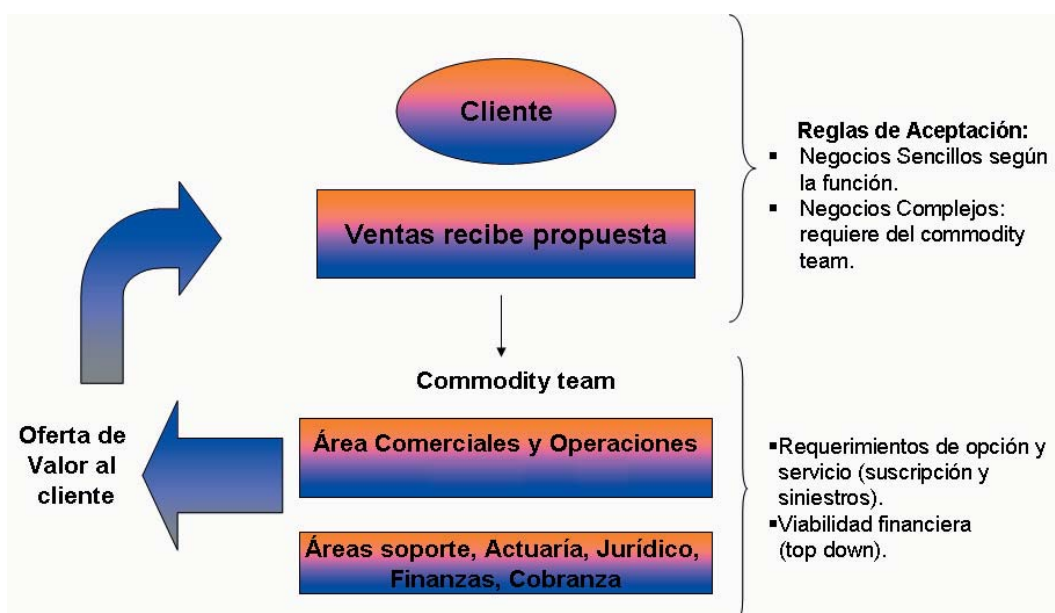 Cliente
Ventas recibe propuesta
Reglas de Aceptación:
▪ Negocios Sencillos según
la función.
▪ Negocios Complejos:
requiere del commodity
team.
Commodity team
Área Comerciales y Operaciones
Áreas soporte, Actuaría, Jurídico,
Finanzas, Cobranza
Oferta de
Valor al
cliente
▪Requerimientos de opción y
servicio (suscripción y
siniestros).
▪Viabilidad financiera
(top down).